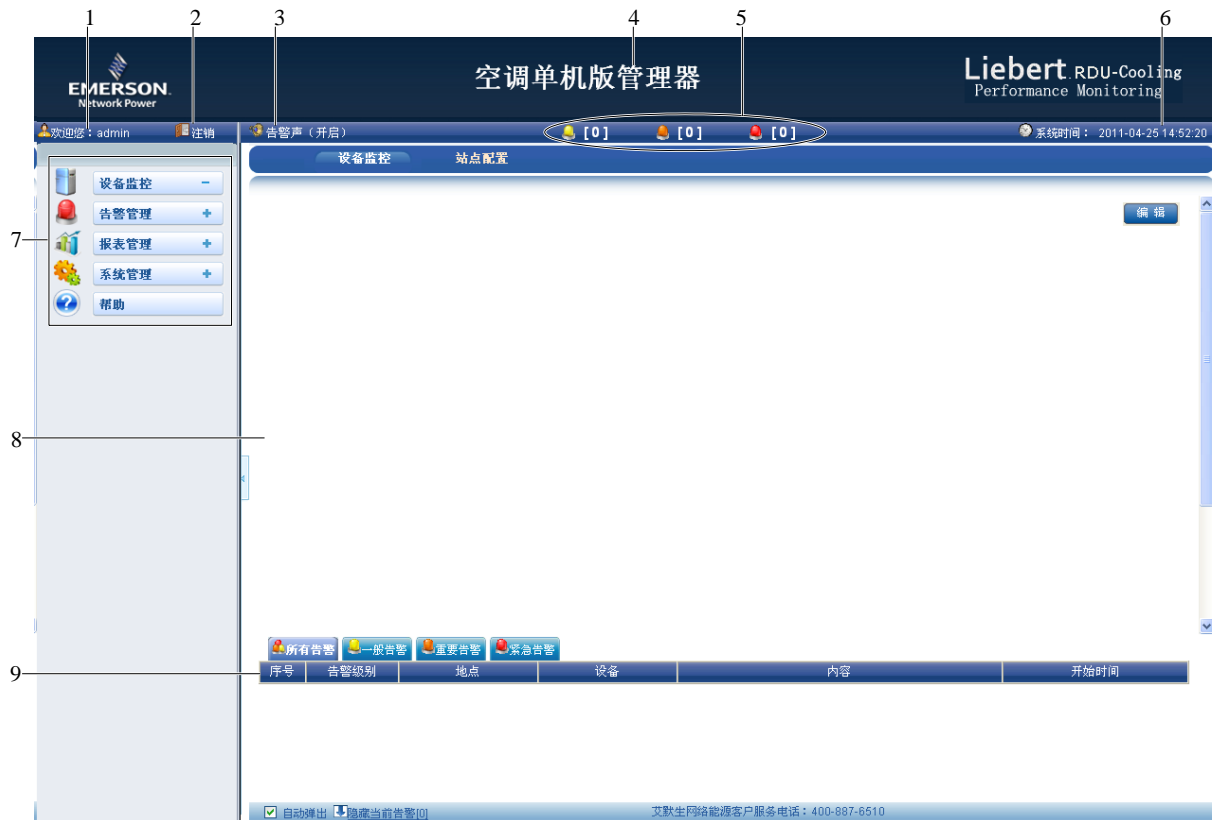 1 2 3 4 5 6
EMERSON.
Network Power
空调单机版管理器
Liebert. RDU-Cooling
Performance Monitoring
欢迎您：admin 注销 告警声（开启） [0] [0] [0] 系统时间： 2011-04-25 14:52:20
设备监控 站点配置
设备监控 −
告警管理 +
报表管理 +
系统管理 +
帮助
编 辑
7
8
所有告警 一般告警 重要告警 紧急告警
9
序号 告警级别 地点 设备 内容 开始时间
自动弹出 隐藏当前告警[0] 艾默生网络能源客户服务电话：400-887-6510